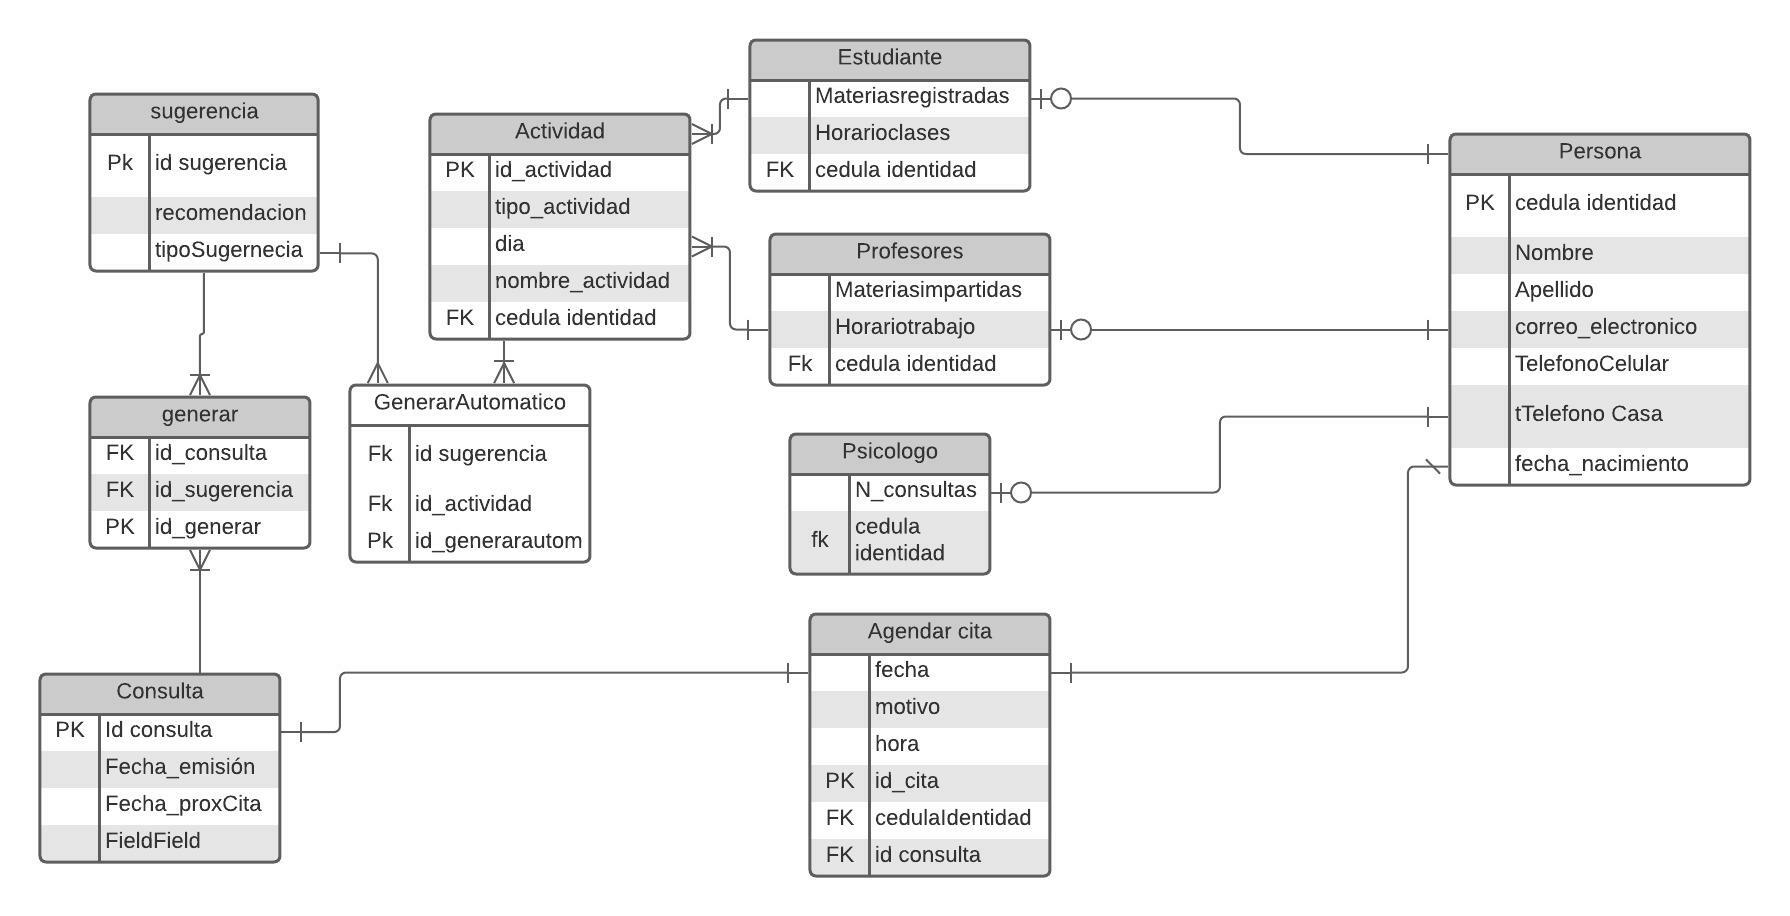 sugerencia
Pk id sugerencia
recomendacion
tipoSugernecia
generar
FK id_consulta
FK id_sugerencia
PK id_generar
Consulta
PK Id consulta
Fecha_emisión
Fecha_proxCita
FieldField
Actividad
PK id_actividad
tipo_actividad
dia
nombre_actividad
FK cedula identidad
GenerarAutomatico
Fk id sugerencia
Fk id_actividad
Pk id_generarautom
Estudiante
Materiasregistradas
Horarioclases
FK cedula identidad
Profesores
Materiasimpartidas
Horariotrabajo
Fk cedula identidad
Psicologo
N_consultas
fk cedula
identidad
Agendar cita
fecha
motivo
hora
PK id_cita
FK cedulaIdentidad
FK id consulta
Persona
PK cedula identidad
Nombre
Apellido
correo_electronico
TelefonoCelular
tTelefono Casa
fecha_nacimiento